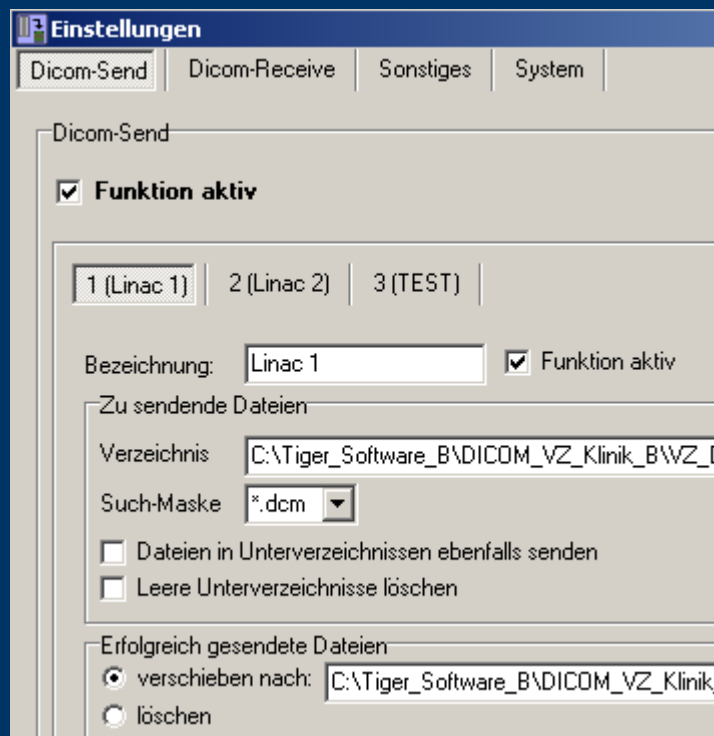 Einstellungen
Dicom-Send Dicom-Receive Sonstiges System
Dicom-Send
Funktion aktiv
1 (Linac 1) 2 (Linac 2) 3 (TEST)
Bezeichnung: Linac 1 Funktion aktiv
Zu sendende Dateien
Verzeichnis C:\Tiger_Software_B\DICOM_VZ_Klinik_B\VZ_
Such-Maske *.dcm
Dateien in Unterverzeichnissen ebenfalls senden
Leere Unterverzeichnisse löschen
Erfolgreich gesendete Dateien
verschieben nach: C:\Tiger_Software_B\DICOM_VZ_Klinik_
löschen